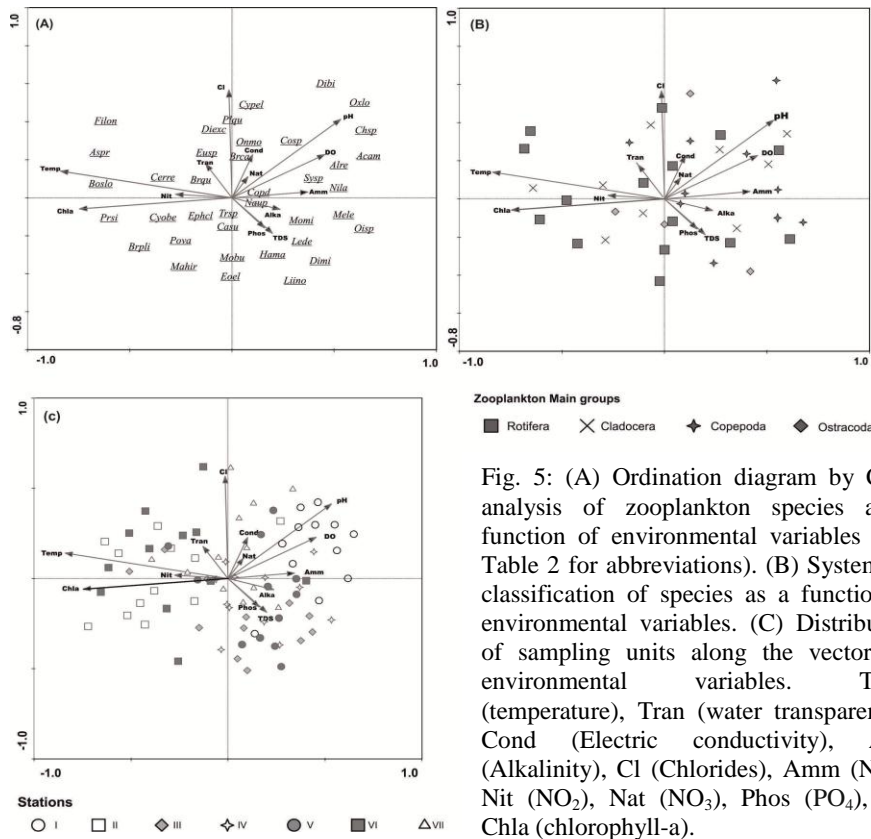 1.0
(A)
Dibi
Cl
Cypel
Oxlo
Filon
Plqu
pH
Diexc
Chsp
Onmo
Cosp
Aspr
Eusp
Cond
DO
Brca
Acam
Tran
Alre
Temp
Cerre
Nat
Sysp
Boslo
Brqu
Nila
Nit
Copd
Amm
Chla
Naup
Prsi
Cyobe
Ephcl
Trsp
Alka
Mele
Casu
Momi
Oisp
Phos
TDS
Brpli
Pova
Lede
Mobu
Hama
Mahir
Dimi
Eoel
Liino
-0.8
-1.0
1.0
1.0
(B)
Cl
pH
Cond
DO
Tran
Temp
Nat
Nit
Amm
Chla
Alka
Phos
TDS
-0.8
-1.0
1.0
Zooplankton Main groups
Rotifera Cladocera Copepoda Ostracoda
1.0
(c)
Cl
pH
Cond
DO
Tran
Temp
Nat
Nit
Amm
Chla
Alka
Phos
TDS
-1.0
-1.0
1.0
Stations
I II III IV V VI VII
Fig. 5: (A) Ordination diagram by
analysis of zooplankton species
function of environmental variables
Table 2 for abbreviations). (B)
classification of species as a
environmental variables. (C)
of sampling units along the
environmental variables.
(temperature), Tran (water
Cond (Electric conductivity),
(Alkalinity), Cl (Chlorides), Amm
Nit (NO₂), Nat (NO₃), Phos (PO₄),
Chla (chlorophyll-a).